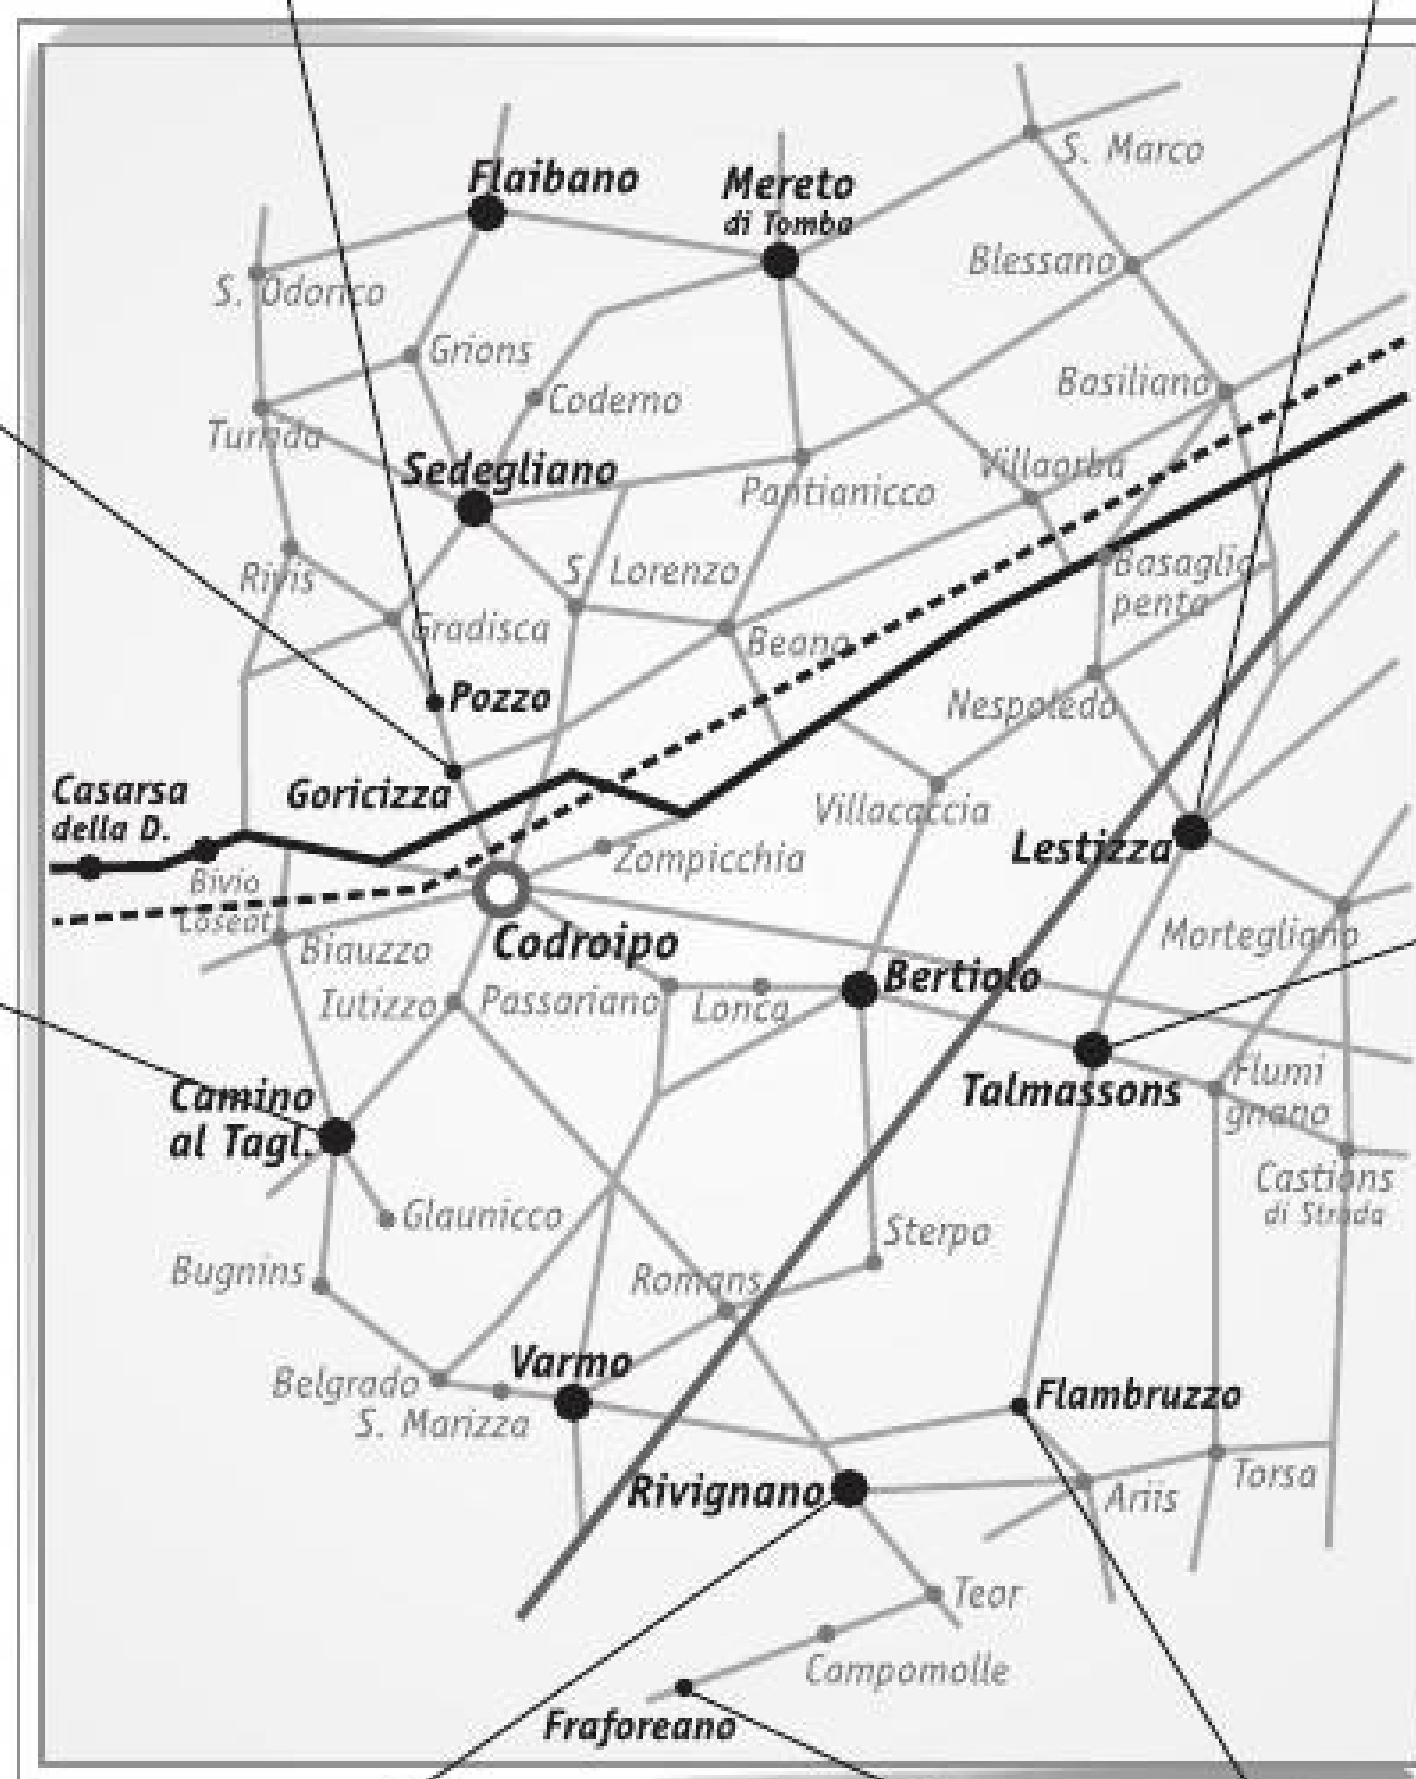 S. Marco
Flaibano
Mereto
di Tomba
Blessano
S. Odorico
Grions
Coderno
Basiliano
Turrida
Sedegliano
Villaorba
Pantianicco
Rivis
S. Lorenzo
Basaglia
penta
Gradisca
Beano
Pozzo
Nespoledo
Casarsa
della D.
Goricizza
Villacaccia
Lestizza
Zompicchia
Bivio
Coseat
Biauzzo
Codroipo
Mortegliano
Bertiolo
Iutizzo
Passariano
Lonca
Camino
al Tagl.
Talmassons
Flumi
gnano
Castions
di Strada
Glaunicco
Sterpo
Bugnins
Romans
Varmo
Belgrado
S. Marizza
Flambruzzo
Rivignano
Torsa
Ariis
Teor
Campomolle
Fraforeano